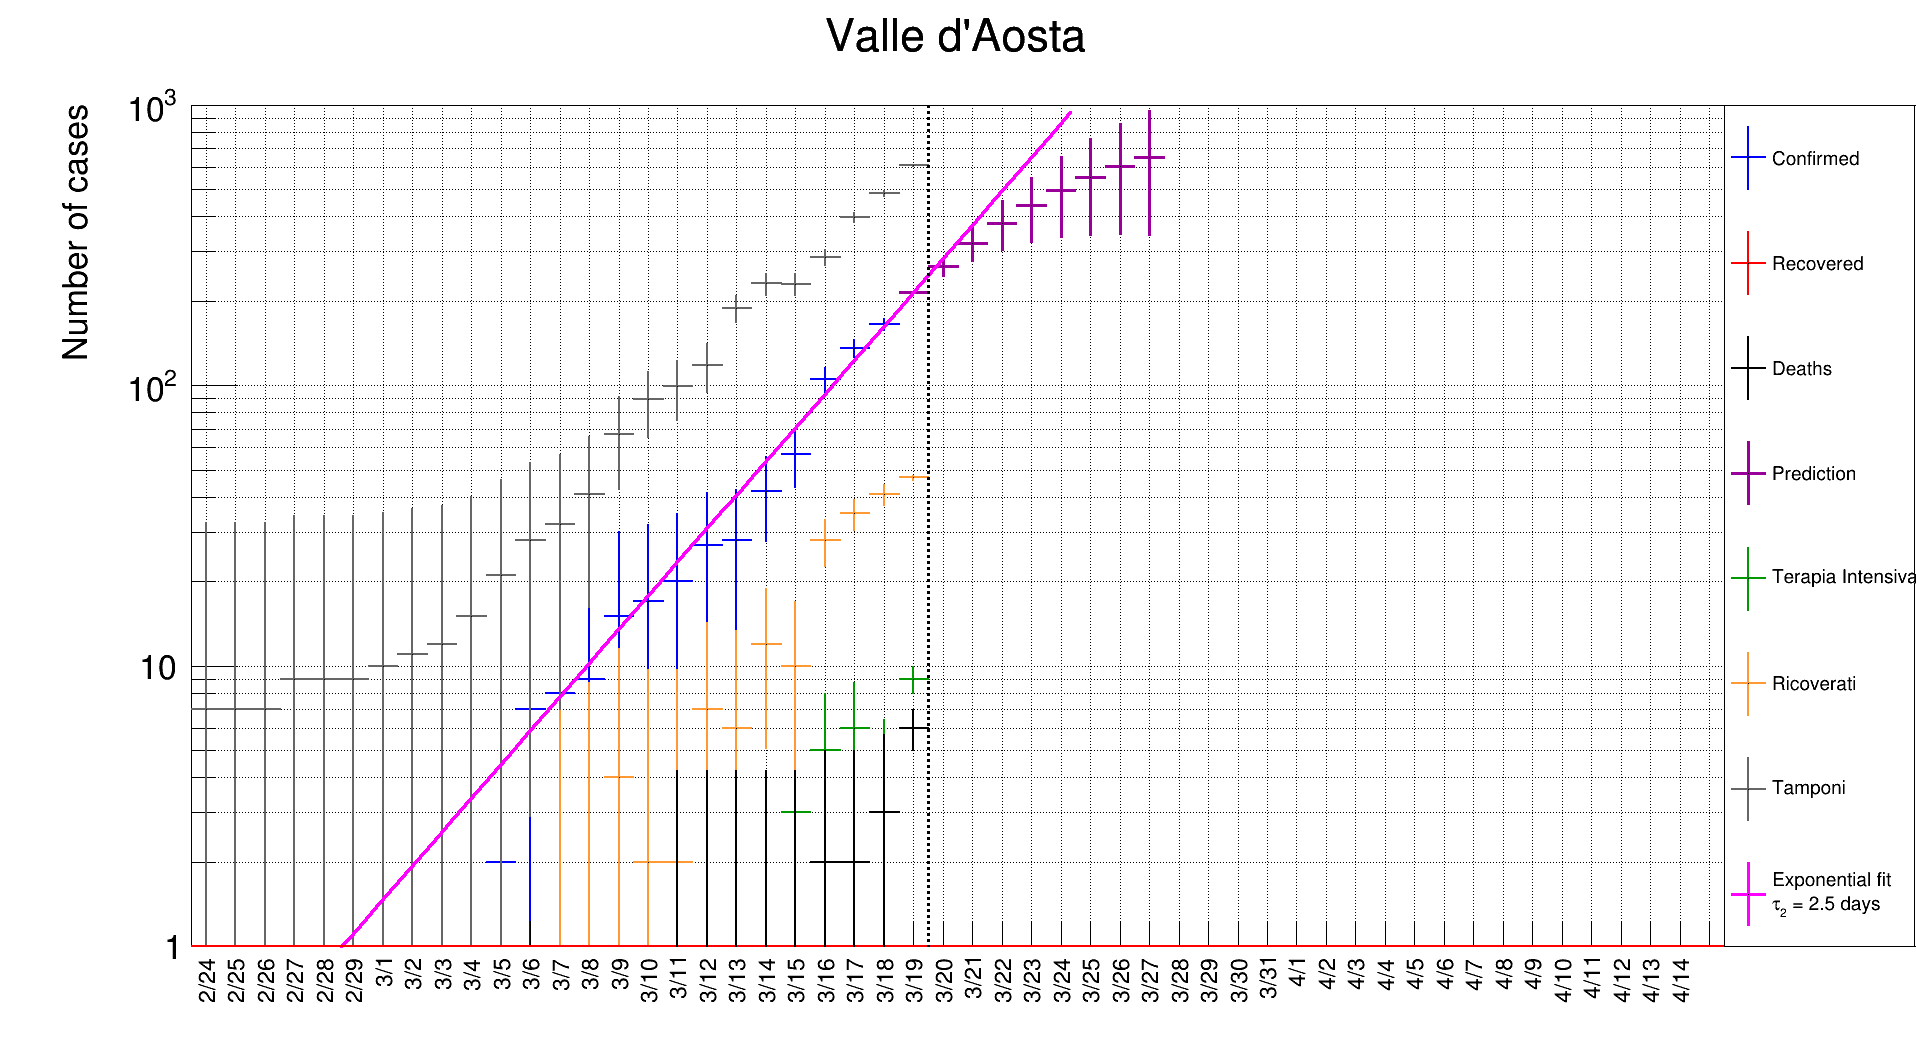 Valle d'Aosta
Number of cases
10³
10²
10
1
2/24 2/25 2/26 2/27 2/28 2/29 3/1 3/2 3/3 3/4 3/5 3/6 3/7 3/8 3/9 3/10 3/11 3/12 3/13 3/14 3/15 3/16 3/17 3/18 3/19 3/20 3/21 3/22 3/23 3/24 3/25 3/26 3/27 3/28 3/29 3/30 3/31 4/1 4/2 4/3 4/4 4/5 4/6 4/7 4/8 4/9 4/10 4/11 4/12 4/13 4/14
Confirmed
Recovered
Deaths
Prediction
Terapia Intensiva
Ricoverati
Tamponi
Exponential fit
τ₂ = 2.5 days